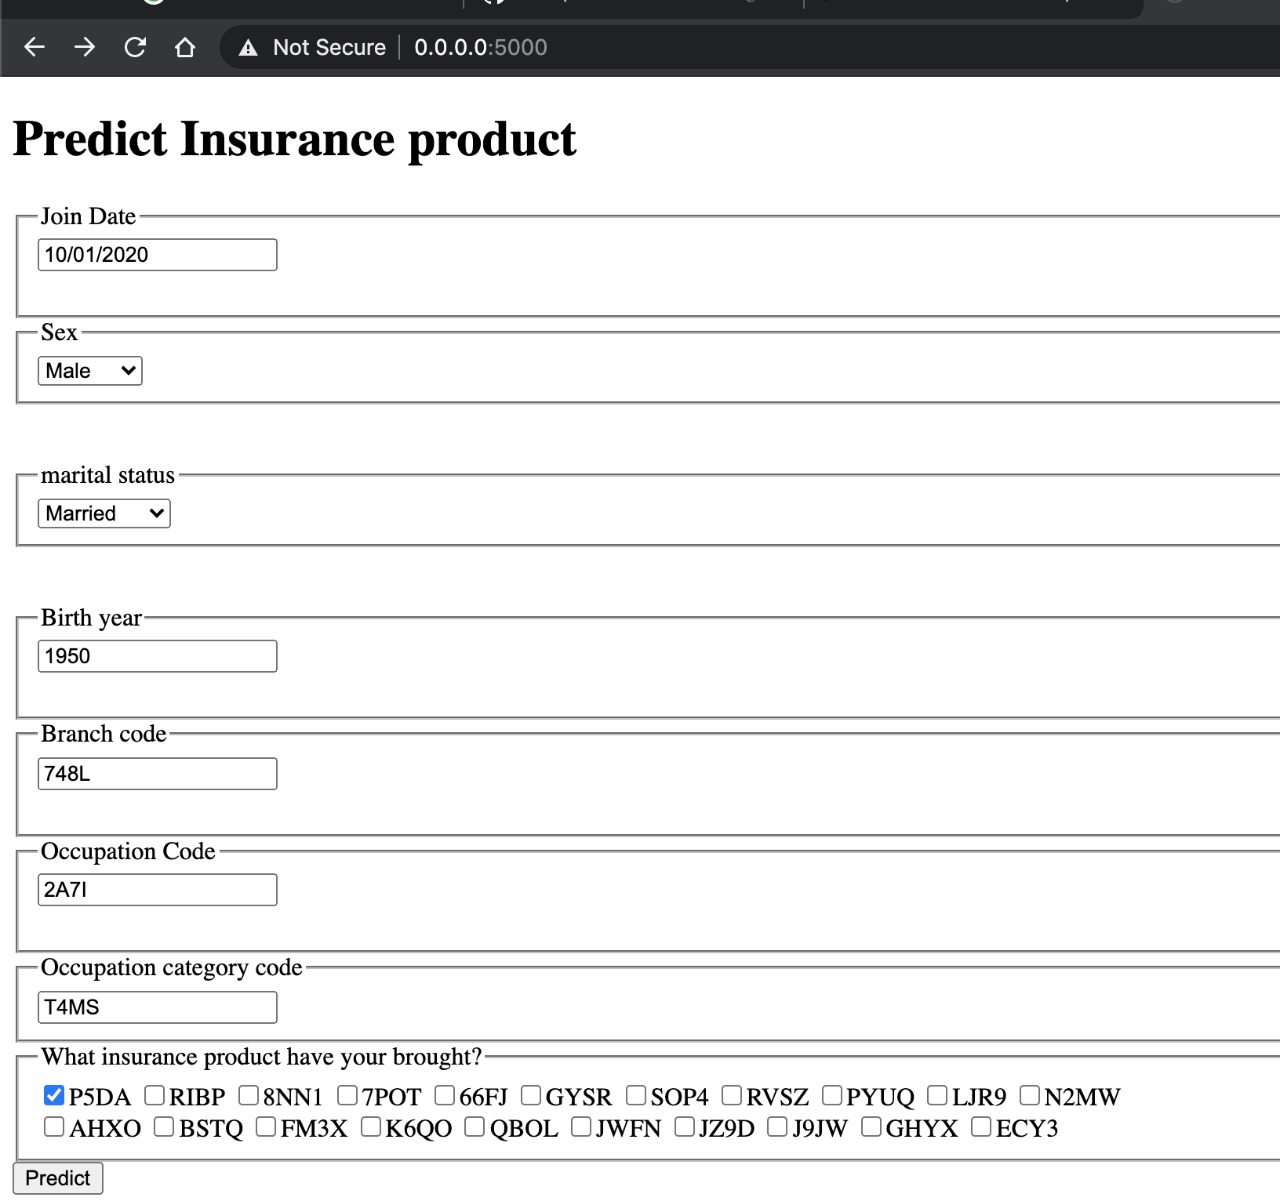 Not Secure 0.0.0.0:5000
Predict Insurance product
Join Date
10/01/2020
Sex
Male
marital status
Married
Birth year
1950
Branch code
748L
Occupation Code
2A7I
Occupation category code
T4MS
What insurance product have your brought?
P5DA RIBP 8NN1 7POT 66FJ GYSR SOP4 RVSZ PYUQ LJR9 N2MW
AHXO BSTQ FM3X K6QO QBOL JWFN JZ9D J9JW GHYX ECY3
Predict